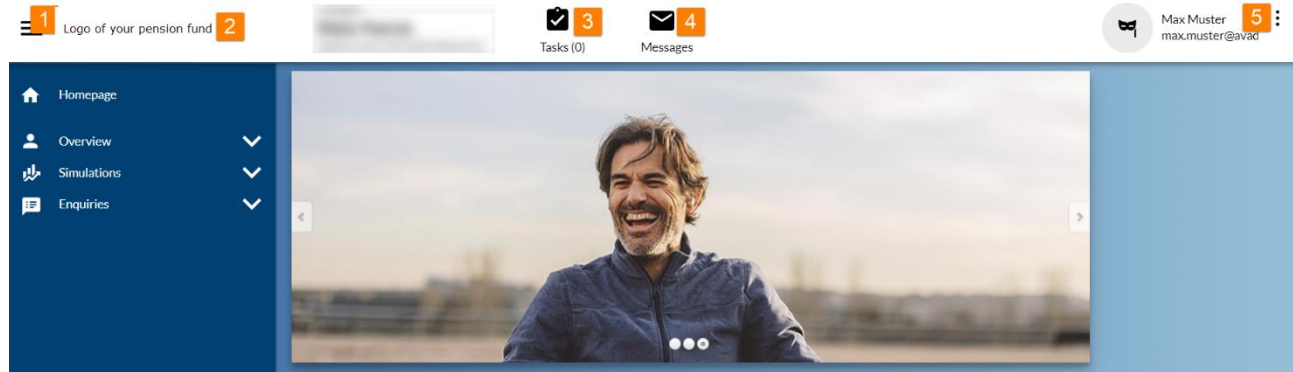 1
Logo of your pension fund 2
3
Tasks (0)
4
Messages
Max Muster 5
max.muster@avad
Homepage
Overview
Simulations
Enquiries